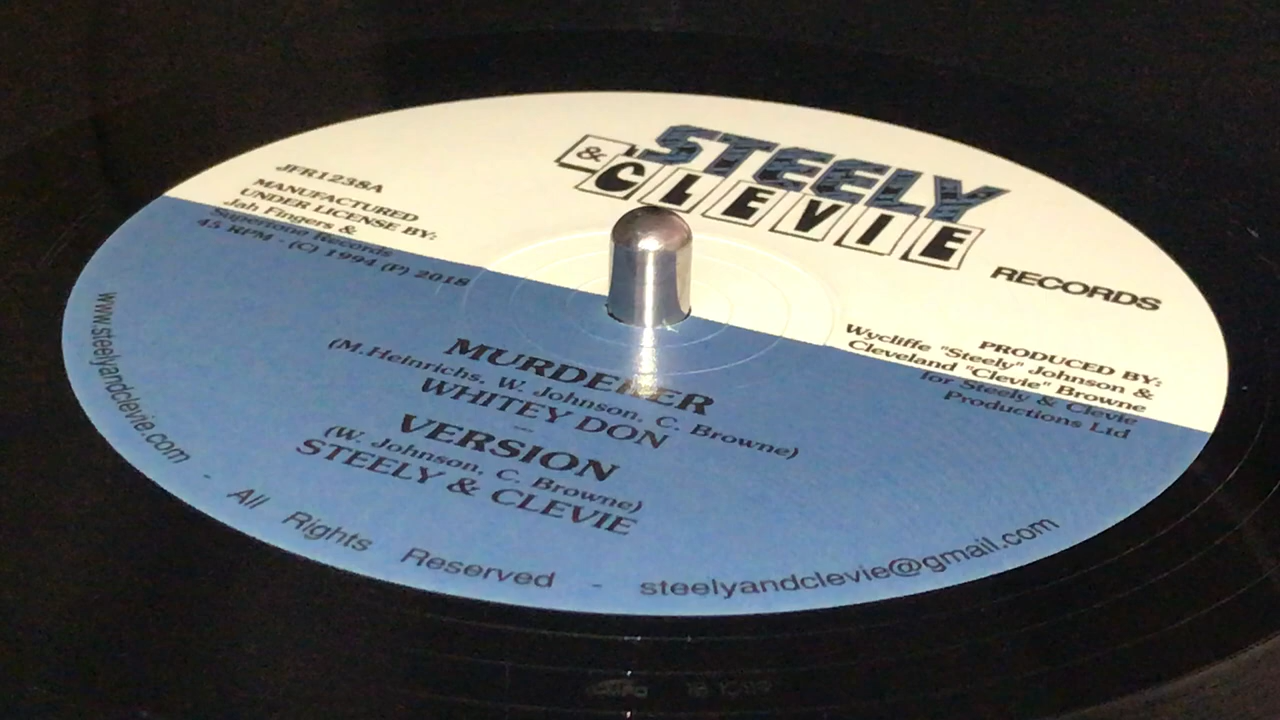 STEELY
& CLEVIE
RECORDS
JFR1238A
MANUFACTURED
UNDER LICENSE BY:
Jah Fingers &
Supertone Records
45 RPM - (C) 1994 (P) 2018
PRODUCED BY:
Wycliffe "Steely" Johnson &
Cleveland "Clevie" Browne
for Steely & Clevie
Productions Ltd
MURDERER
(M.Heinrichs, W. Johnson, C. Browne)
WHITEY DON
–
VERSION
(W. Johnson, C. Browne)
STEELY & CLEVIE
www.steelyandclevie.com - All Rights Reserved - steelyandclevie@gmail.com